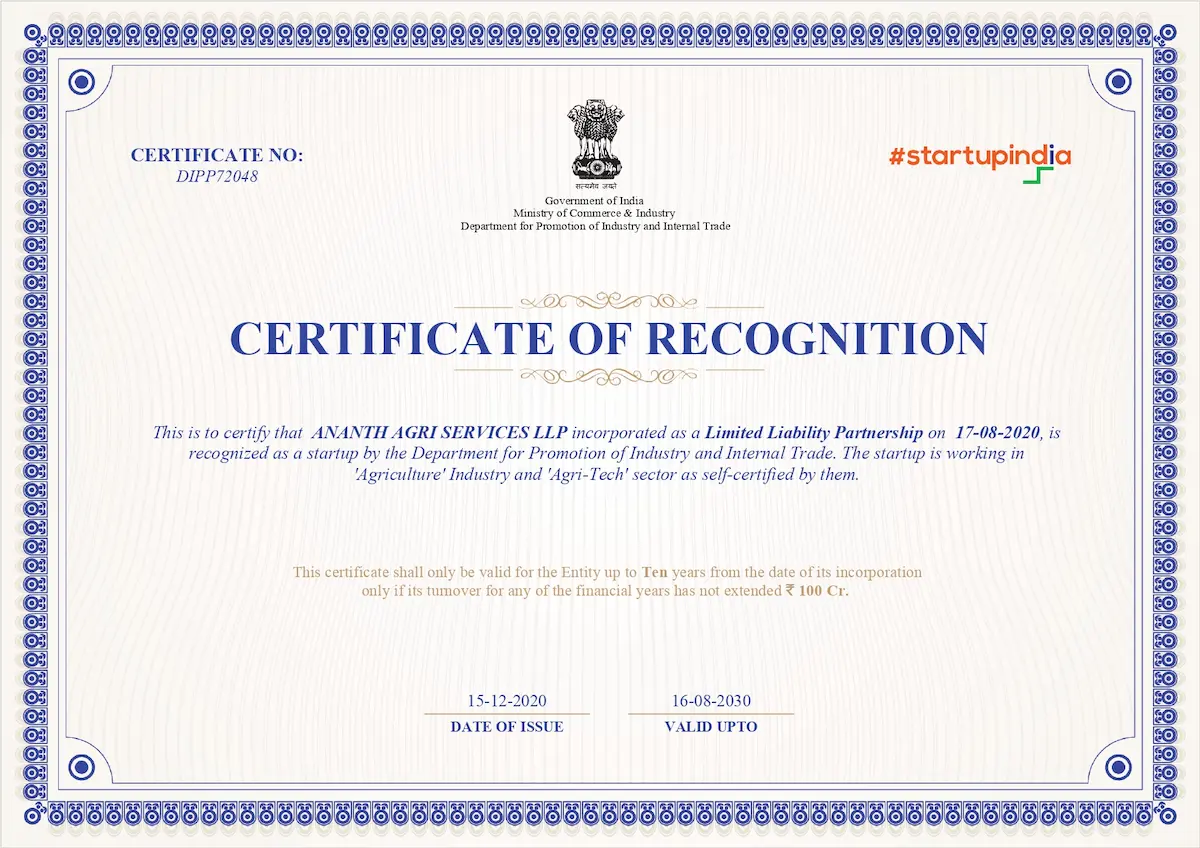 CERTIFICATE NO:
DIPP72048
सत्यमेव जयते
Government of India
Ministry of Commerce & Industry
Department for Promotion of Industry and Internal Trade
#startupindia
CERTIFICATE OF RECOGNITION
This is to certify that ANANTH AGRI SERVICES LLP incorporated as a Limited Liability Partnership on 17-08-2020, is
recognized as a startup by the Department for Promotion of Industry and Internal Trade. The startup is working in
'Agriculture' Industry and 'Agri-Tech' sector as self-certified by them.
This certificate shall only be valid for the Entity up to Ten years from the date of its incorporation
only if its turnover for any of the financial years has not extended ₹ 100 Cr.
15-12-2020
DATE OF ISSUE
16-08-2030
VALID UPTO